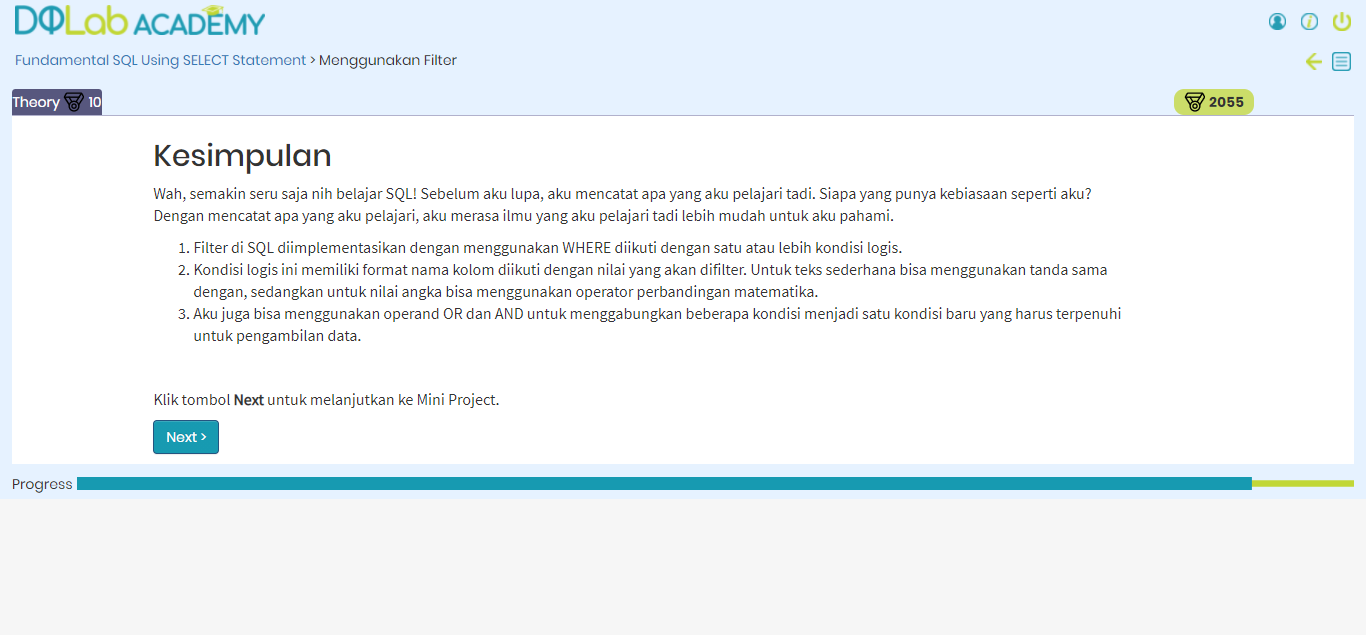 DQLab ACADEMY
Fundamental SQL Using SELECT Statement > Menggunakan Filter
Theory 10
2055
Kesimpulan
Wah, semakin seru saja nih belajar SQL! Sebelum aku lupa, aku mencatat apa yang aku pelajari tadi. Siapa yang punya kebiasaan seperti aku?
Dengan mencatat apa yang aku pelajari, aku merasa ilmu yang aku pelajari tadi lebih mudah untuk aku pahami.
1. Filter di SQL diimplementasikan dengan menggunakan WHERE diikuti dengan satu atau lebih kondisi logis.
2. Kondisi logis ini memiliki format nama kolom diikuti dengan nilai yang akan difilter. Untuk teks sederhana bisa menggunakan tanda sama
dengan, sedangkan untuk nilai angka bisa menggunakan operator perbandingan matematika.
3. Aku juga bisa menggunakan operand OR dan AND untuk menggabungkan beberapa kondisi menjadi satu kondisi baru yang harus terpenuhi
untuk pengambilan data.
Klik tombol Next untuk melanjutkan ke Mini Project.
Next >
Progress